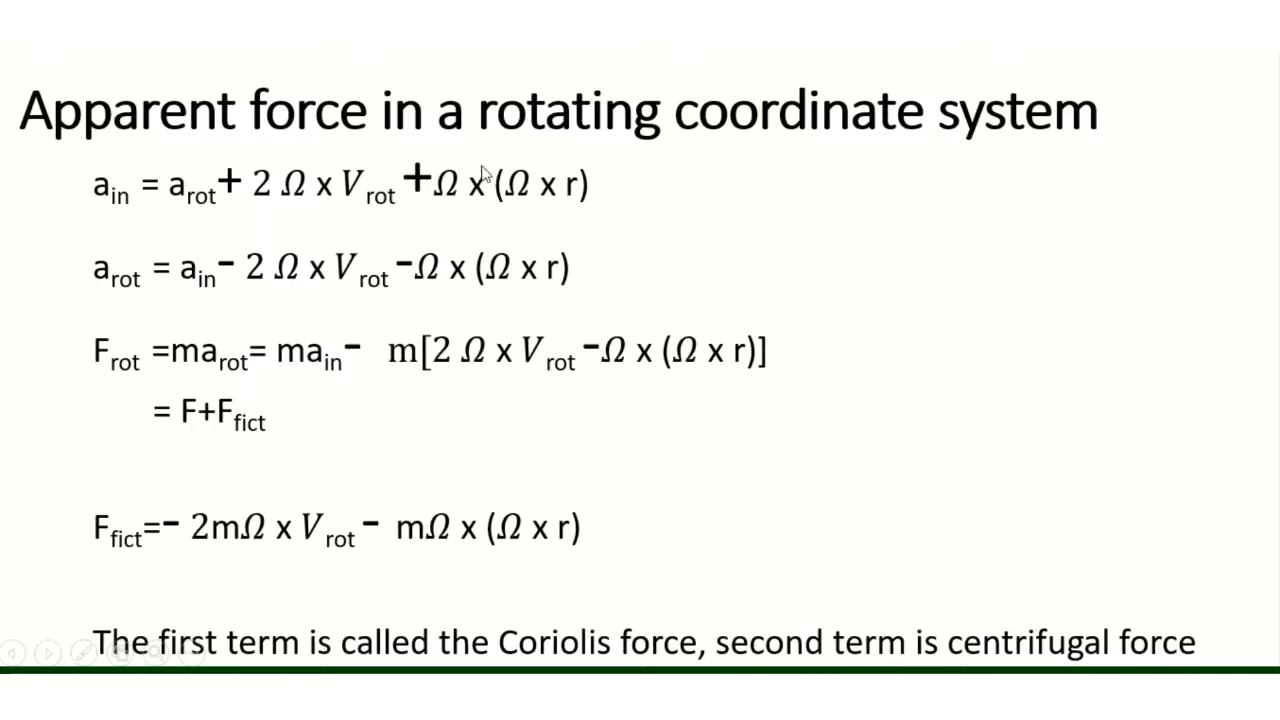 Apparent force in a rotating coordinate system
a_in = a_rot + 2 Ω x V_rot + Ω x (Ω x r)
a_rot = a_in - 2 Ω x V_rot - Ω x (Ω x r)
F_rot =ma_rot= ma_in - m[2 Ω x V_rot - Ω x (Ω x r)]
= F+F_fict
F_fict=- 2mΩ x V_rot - mΩ x (Ω x r)
The first term is called the Coriolis force, second term is centrifugal force